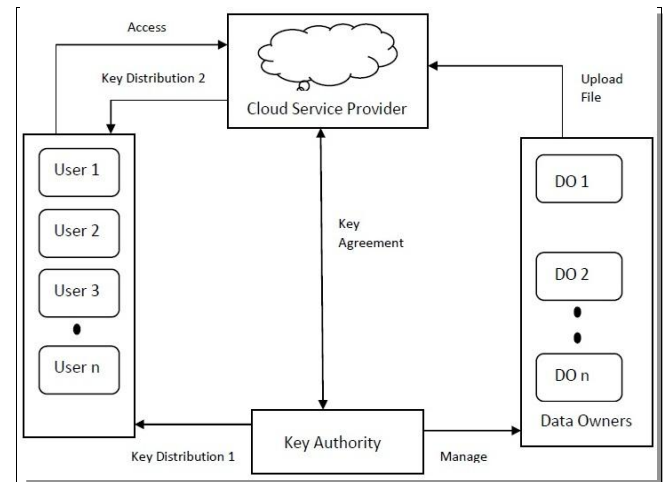 Access
Key Distribution 2
Cloud Service Provider
Upload
File
User 1
User 2
User 3
User n
Key
Agreement
DO 1
DO 2
DO n
Data Owners
Key Authority
Key Distribution 1
Manage